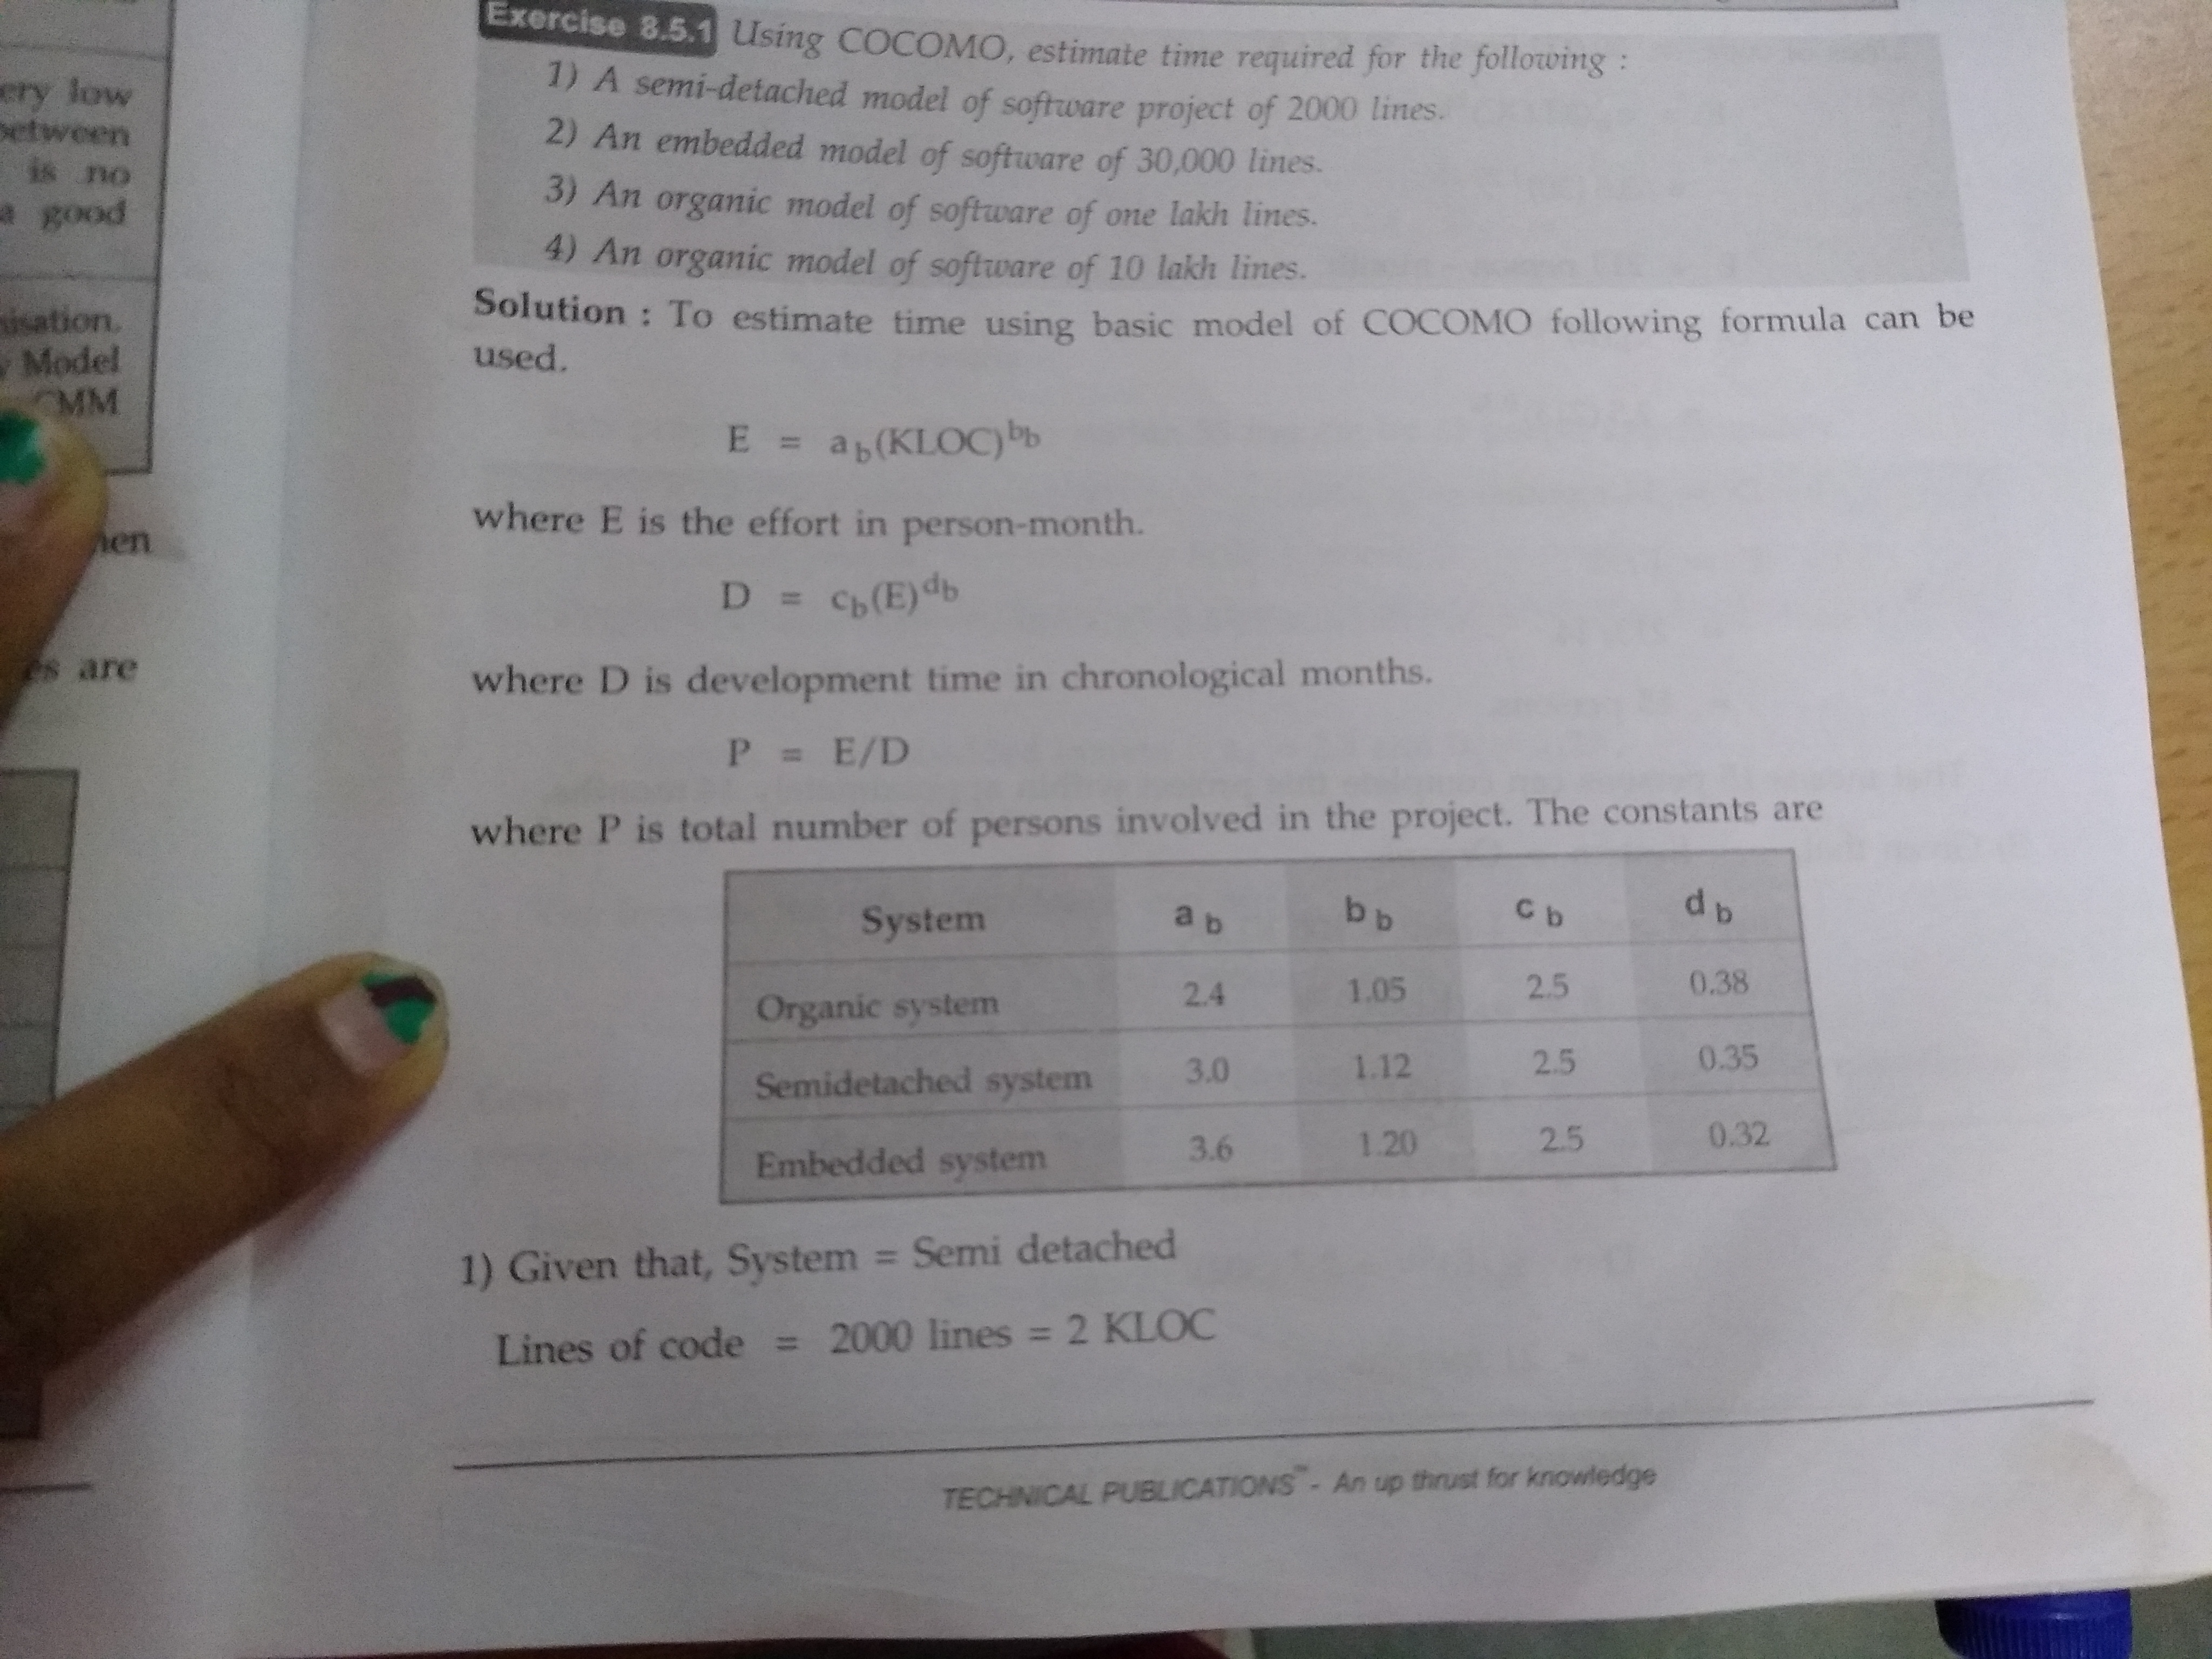 ery low
between
is no
a good
isation.
Model
CMM
es are
Exercise 8.5.1 Using COCOMO, estimate time required for the following :
1) A semi-detached model of software project of 2000 lines.
2) An embedded model of software of 30,000 lines.
3) An organic model of software of one lakh lines.
4) An organic model of software of 10 lakh lines.
Solution : To estimate time using basic model of COCOMO following formula can be
used.
E = a_b(KLOC)^b_b
where E is the effort in person-month.
D = c_b(E)^d_b
where D is development time in chronological months.
P = E/D
where P is total number of persons involved in the project. The constants are
System a_b b_b c_b d_b
Organic system 2.4 1.05 2.5 0.38
Semidetached system 3.0 1.12 2.5 0.35
Embedded system 3.6 1.20 2.5 0.32
1) Given that, System = Semi detached
Lines of code = 2000 lines = 2 KLOC
TECHNICAL PUBLICATIONS™ - An up thrust for knowledge